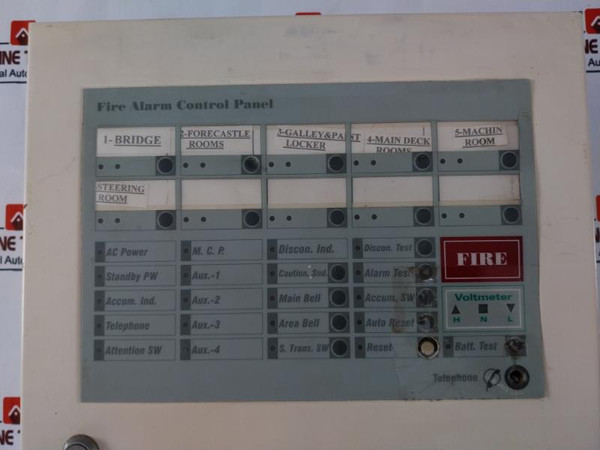 Fire Alarm Control Panel
1- BRIDGE
2-FORECASTLE
ROOMS
3-GALLEY&PAINT
LOCKER
4-MAIN DECK
ROOMS
5-MACHIN
ROOM
STEERING
ROOM
AC Power
M. C. P.
Discon. Ind.
Discon. Test
FIRE
Standby PW
Aux.-1
Caution. Snd.
Alarm Test
Accum. Ind.
Aux.-2
Main Bell
Accum. SW
Voltmeter
H N L
Telephone
Aux.-3
Area Bell
Auto Reset
Attention SW
Aux.-4
S. Trans. SW
Reset
Batt. Test
Telephone